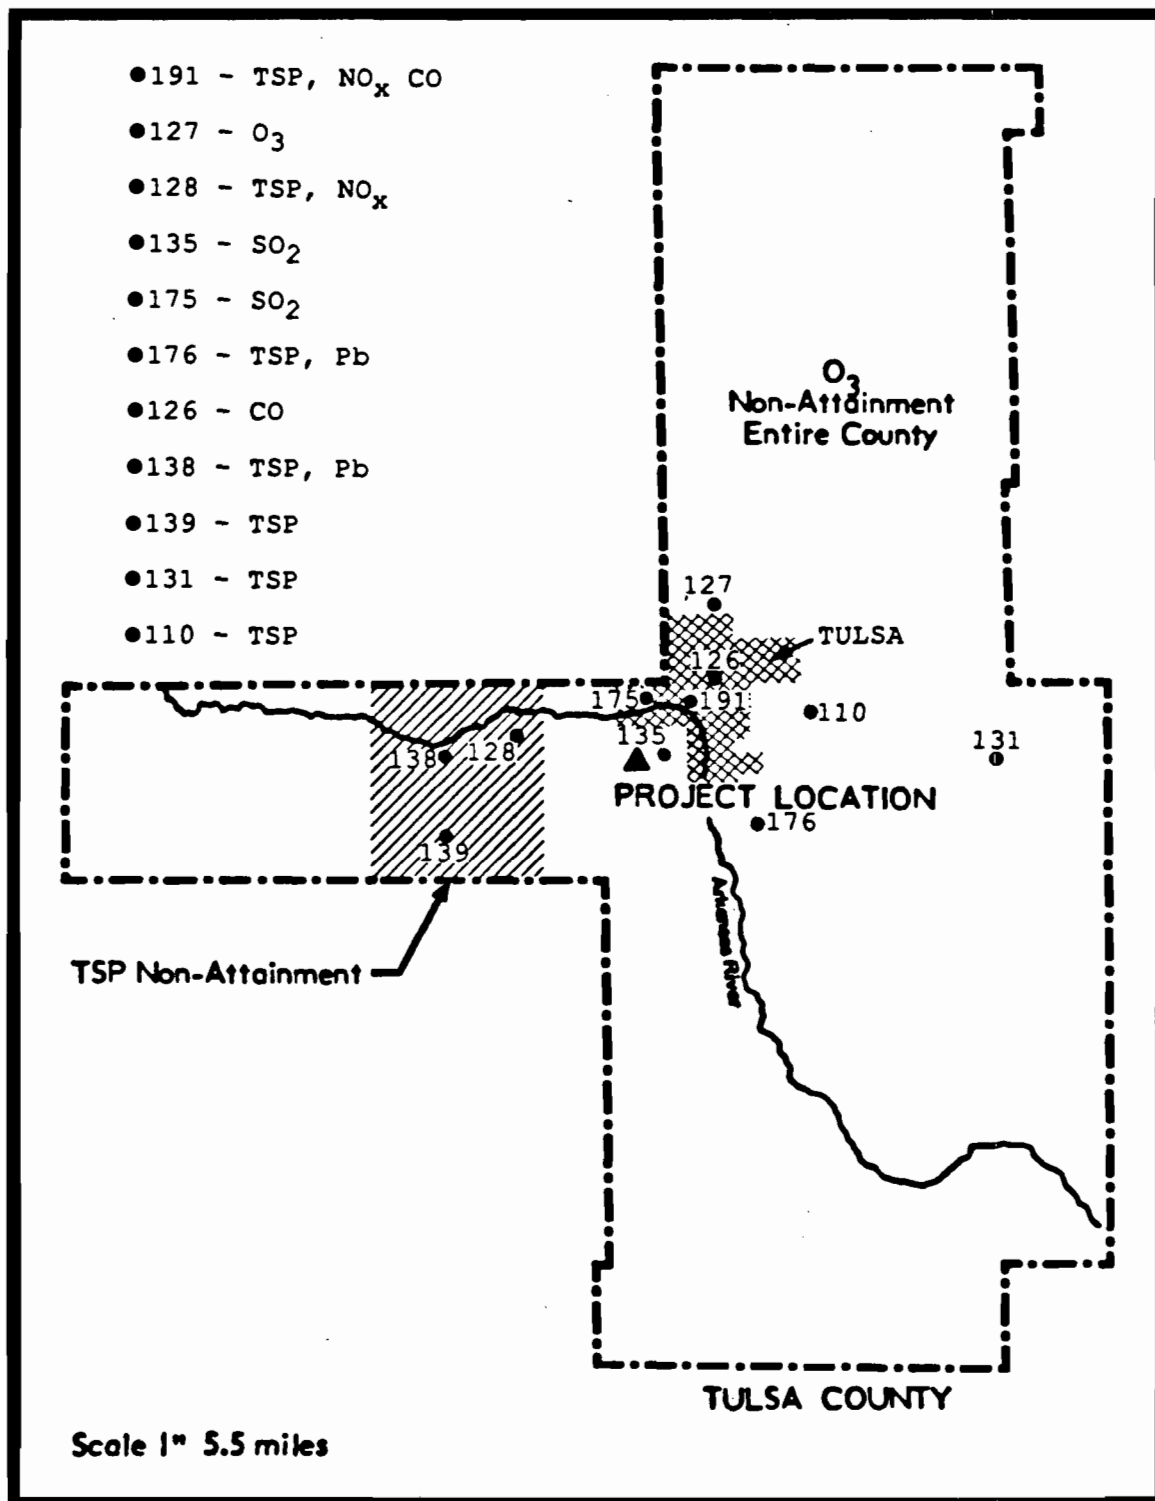 ●191 - TSP, NOx CO
●127 - O3
●128 - TSP, NOx
●135 - SO2
●175 - SO2
●176 - TSP, Pb
●126 - CO
●138 - TSP, Pb
●139 - TSP
●131 - TSP
●110 - TSP
O3
Non-Attainment
Entire County
127
TULSA
126
175
191
110
135
131
138
128
PROJECT LOCATION
176
139
Arkansas River
TSP Non-Attainment
TULSA COUNTY
Scale 1" 5.5 miles